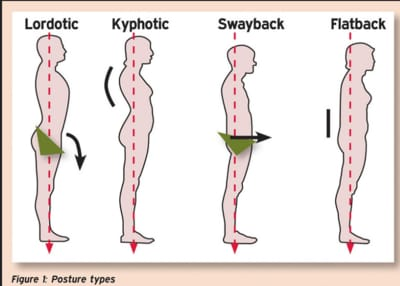 Lordotic Kyphotic Swayback Flatback
Figure 1: Posture types